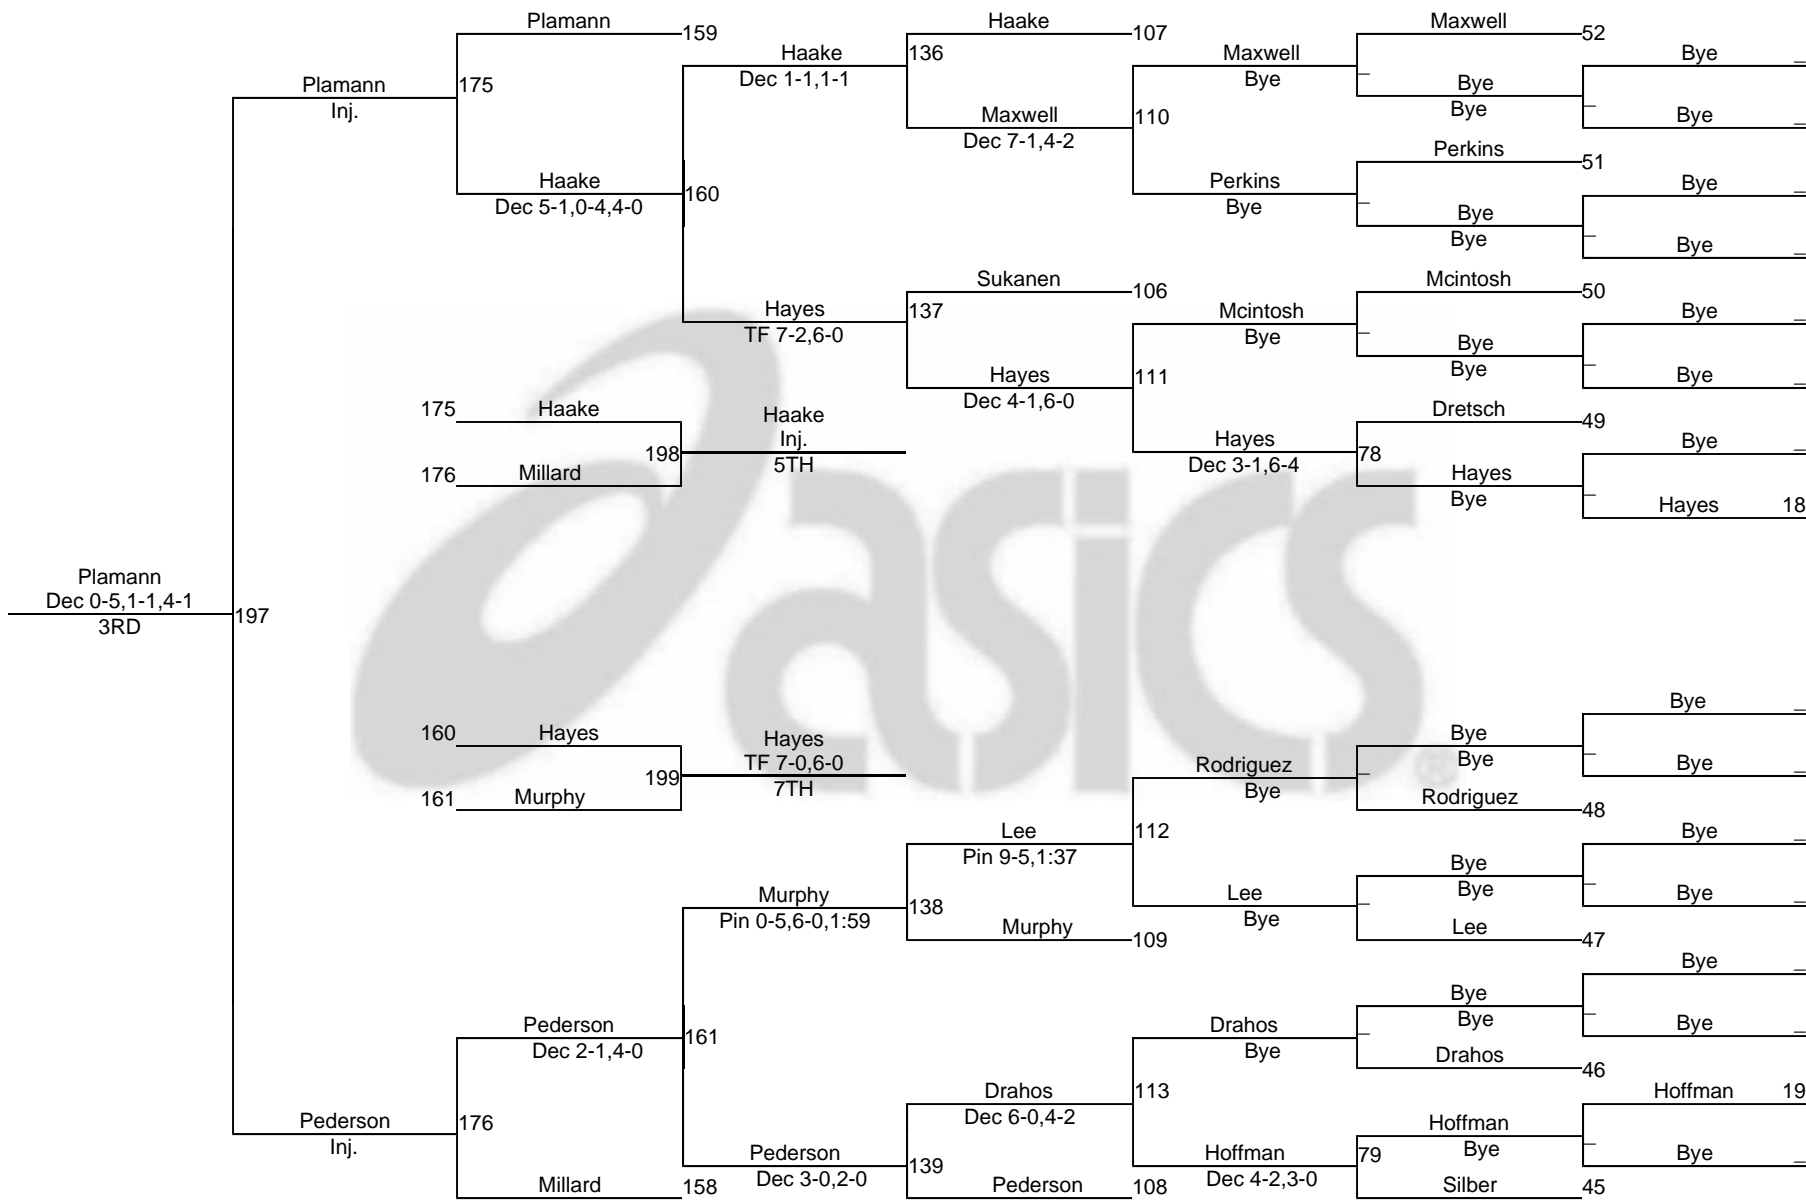 Plamann
159
Haake
107
Maxwell
52
Haake
Dec 1-1,1-1
136
Maxwell
Bye
Bye
_
Plamann
Inj.
175
_
Bye
Bye
_
Maxwell
Dec 7-1,4-2
110
Bye
_
Perkins
51
Haake
Dec 5-1,0-4,4-0
160
Perkins
Bye
_
Bye
_
Bye
Bye
_
Bye
_
Sukanen
106
Mcintosh
50
Hayes
TF 7-2,6-0
137
Mcintosh
Bye
_
Bye
_
Bye
Bye
_
Hayes
Dec 4-1,6-0
111
Bye
_
175
Haake
Haake
Inj.
5TH
198
Dretsch
49
Hayes
Dec 3-1,6-4
78
Bye
_
176
Millard
Hayes
Bye
_
Hayes
18
asics
Plamann
Dec 0-5,1-1,4-1
3RD
197
Bye
_
160
Hayes
Hayes
TF 7-0,6-0
7TH
199
Bye
Bye
_
Rodriguez
Bye
_
Bye
_
161
Murphy
Rodriguez
48
®
Lee
Pin 9-5,1:37
112
Bye
_
Bye
Bye
_
Murphy
Pin 0-5,6-0,1:59
138
Lee
Bye
_
Bye
_
Murphy
109
Lee
47
Bye
_
Bye
Bye
_
Pederson
Dec 2-1,4-0
161
Drahos
Bye
_
Bye
_
Drahos
46
Drahos
Dec 6-0,4-2
113
Hoffman
19
Pederson
Inj.
176
Hoffman
Bye
_
Pederson
Dec 3-0,2-0
139
Hoffman
Dec 4-2,3-0
79
Bye
_
Millard
158
Pederson
108
Silber
45